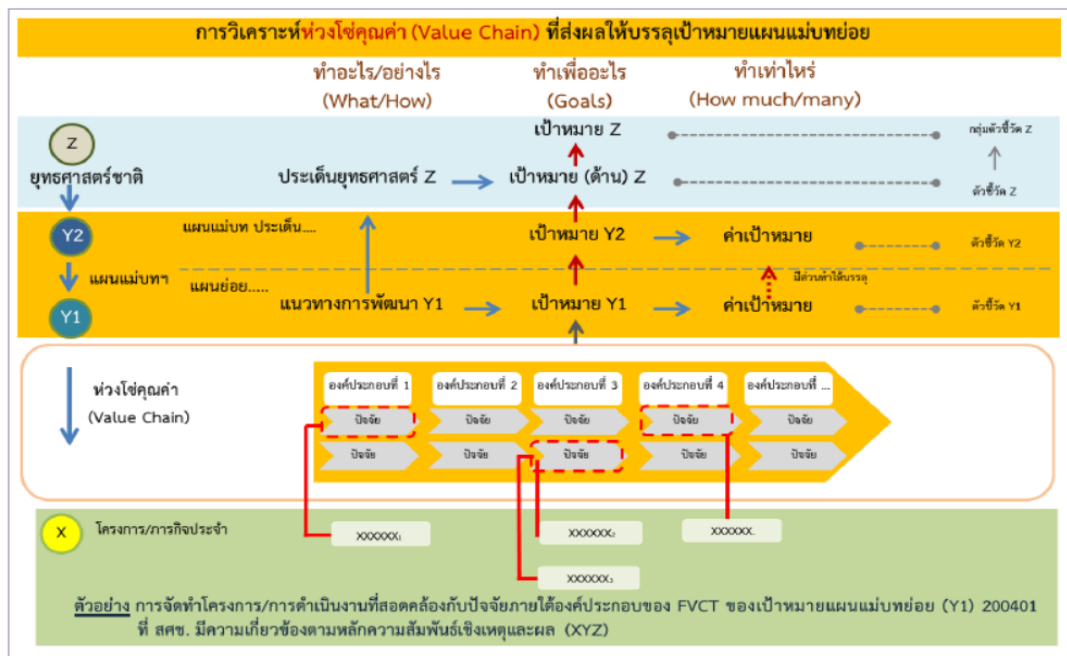 การวิเคราะห์ห่วงโซ่คุณค่า (Value Chain) ที่ส่งผลให้บรรลุเป้าหมายแผนแม่บทย่อย
ทำอะไร/อย่างไร ทำเพื่ออะไร ทำเท่าไหร่
(What/How) (Goals) (How much/many)
Z เป้าหมาย Z กลุ่มตัวชี้วัด Z
ยุทธศาสตร์ชาติ ประเด็นยุทธศาสตร์ Z เป้าหมาย (ด้าน) Z ตัวชี้วัด Z
Y2 แผนแม่บท ประเด็น.... เป้าหมาย Y2 ค่าเป้าหมาย ตัวชี้วัด Y2
แผนแม่บทฯ มีส่วนทำให้บรรลุ
แผนย่อย.....
Y1 แนวทางการพัฒนา Y1 เป้าหมาย Y1 ค่าเป้าหมาย ตัวชี้วัด Y1
ห่วงโซ่คุณค่า
(Value Chain)
องค์ประกอบที่ 1 องค์ประกอบที่ 2 องค์ประกอบที่ 3 องค์ประกอบที่ 4 องค์ประกอบที่ ...
ปัจจัย ปัจจัย ปัจจัย ปัจจัย ปัจจัย
ปัจจัย ปัจจัย ปัจจัย ปัจจัย ปัจจัย
X โครงการ/ภารกิจประจำ
XXXXXX₁ XXXXXX₂ XXXXXX..
XXXXXX₃
ตัวอย่าง การจัดทำโครงการ/การดำเนินงานที่สอดคล้องกับปัจจัยภายใต้องค์ประกอบของ FVCT ของเป้าหมายแผนแม่บทย่อย (Y1) 200401
ที่ สศช. มีความเกี่ยวข้องตามหลักความสัมพันธ์เชิงเหตุและผล (XYZ)